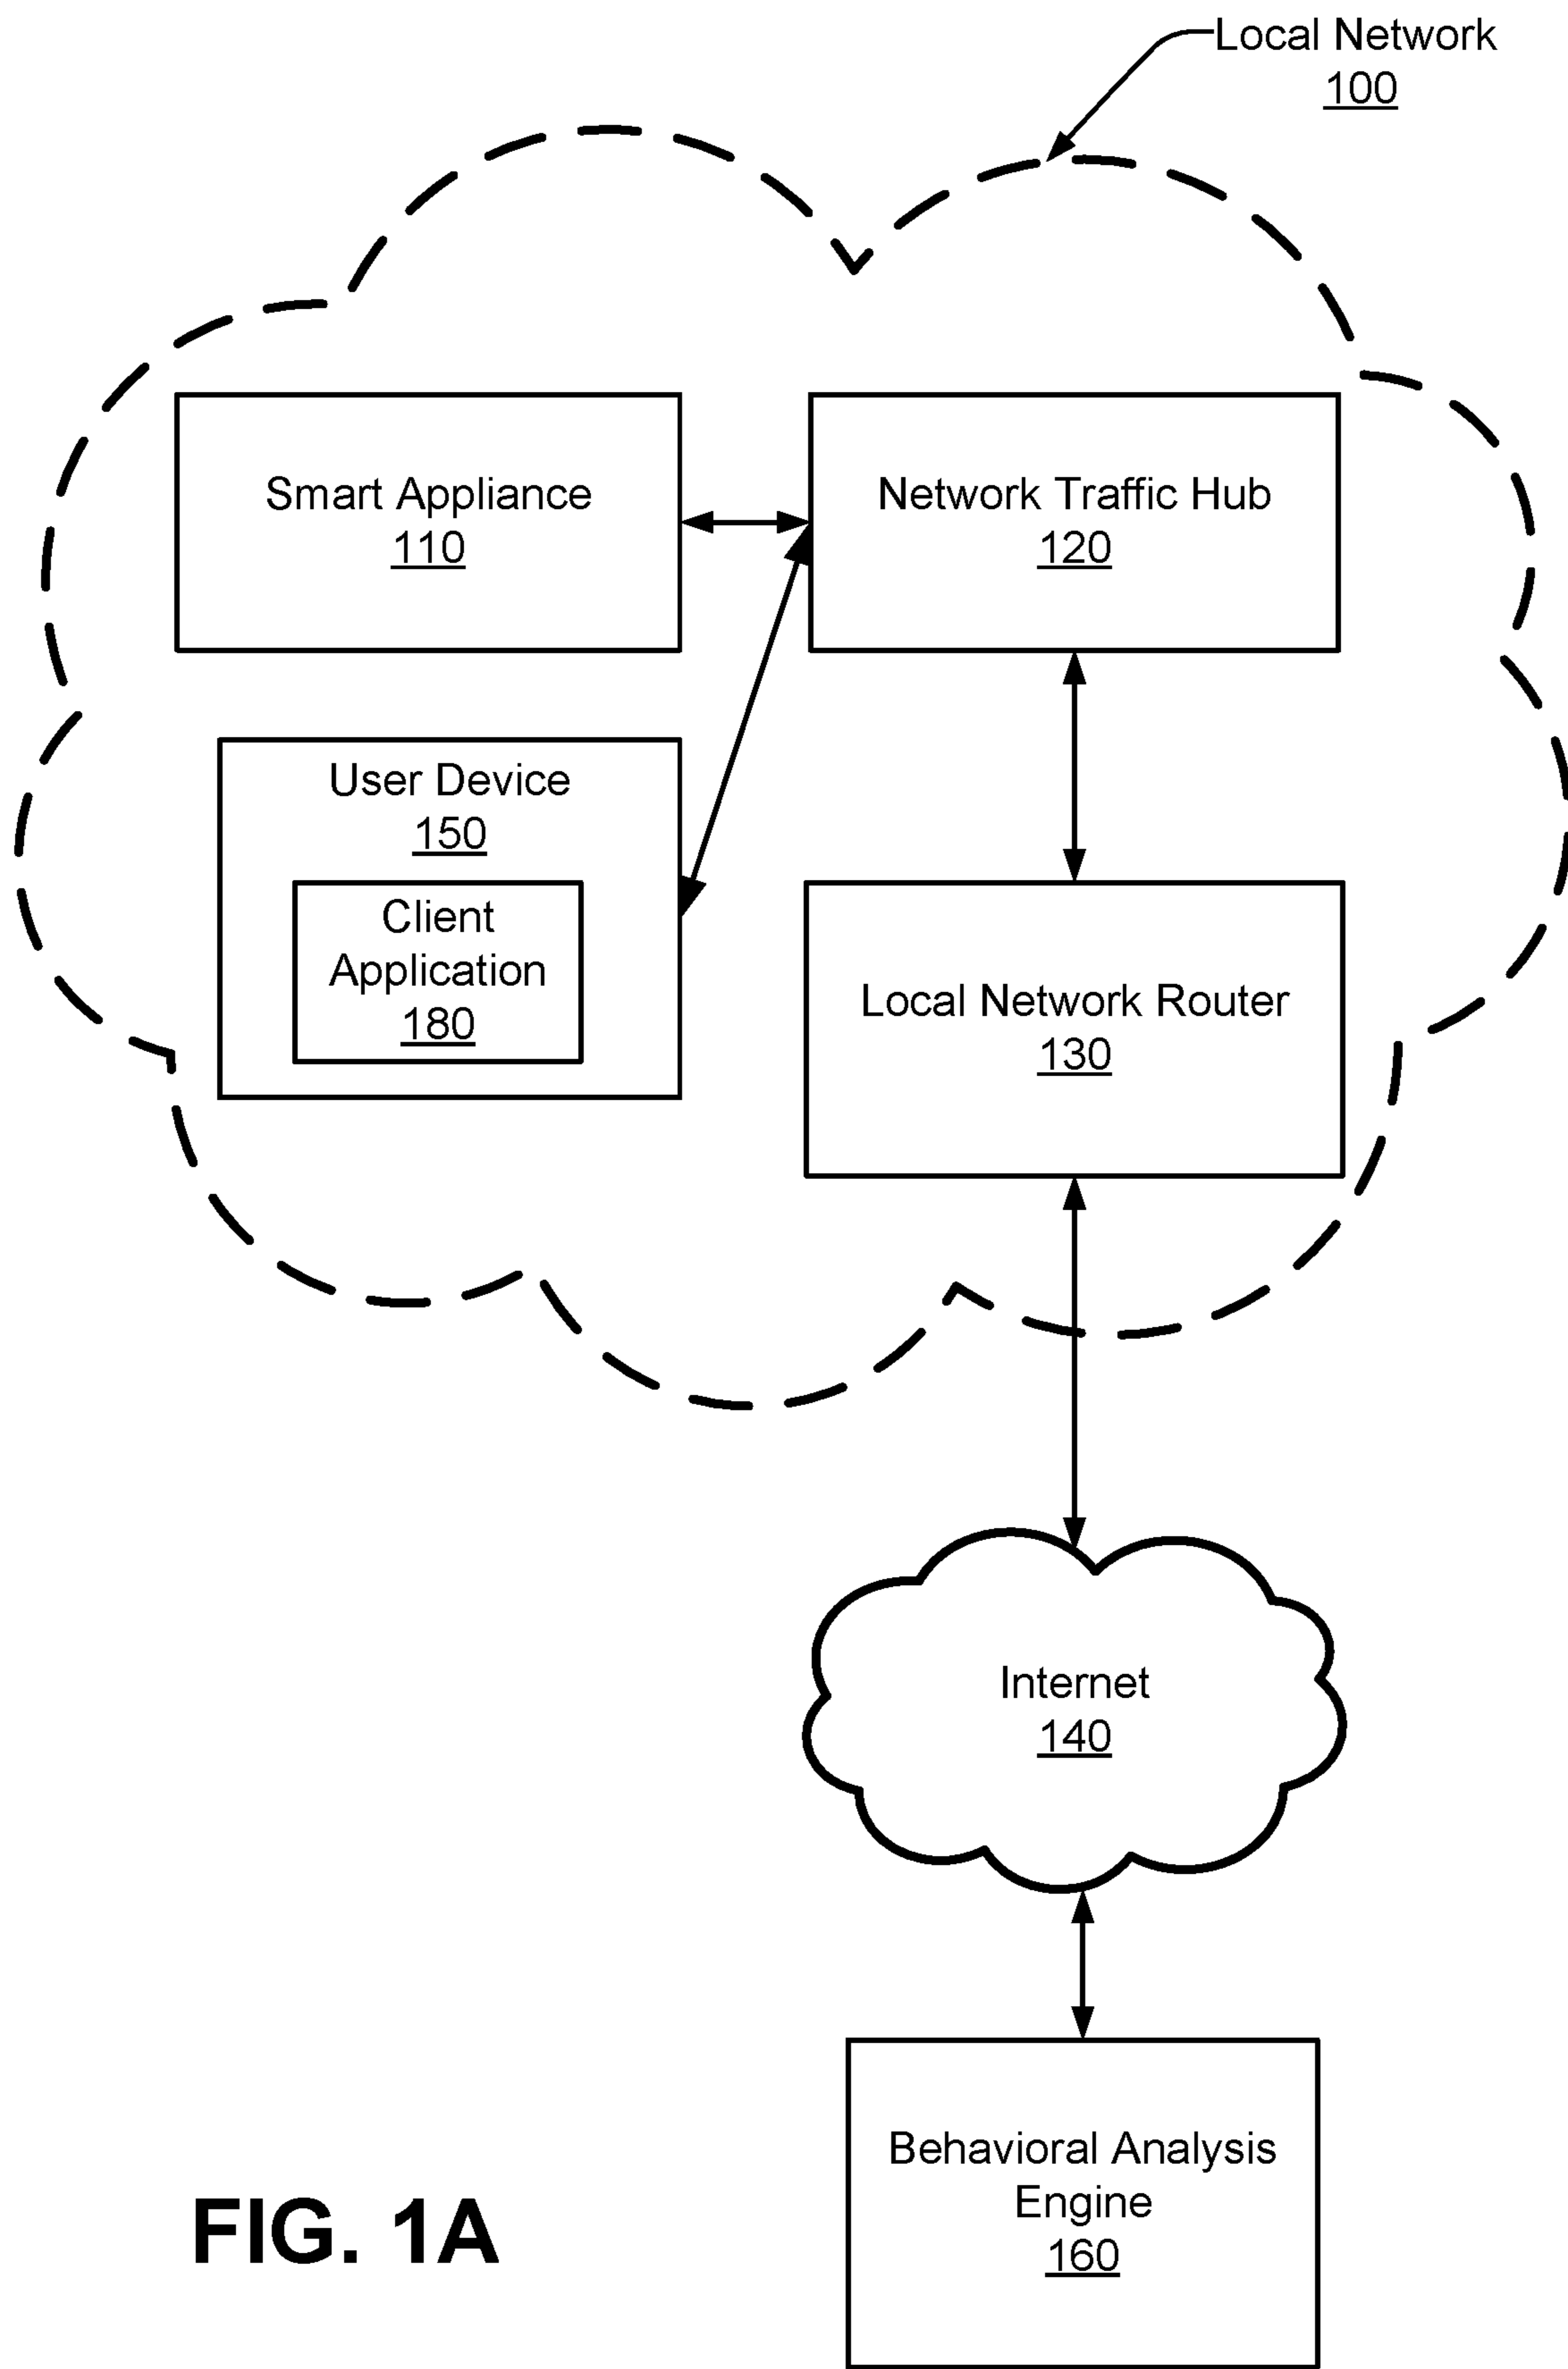 Local Network
100
Smart Appliance
110
Network Traffic Hub
120
User Device
150
Client
Application
180
Local Network Router
130
Internet
140
Behavioral Analysis
Engine
160
FIG. 1A